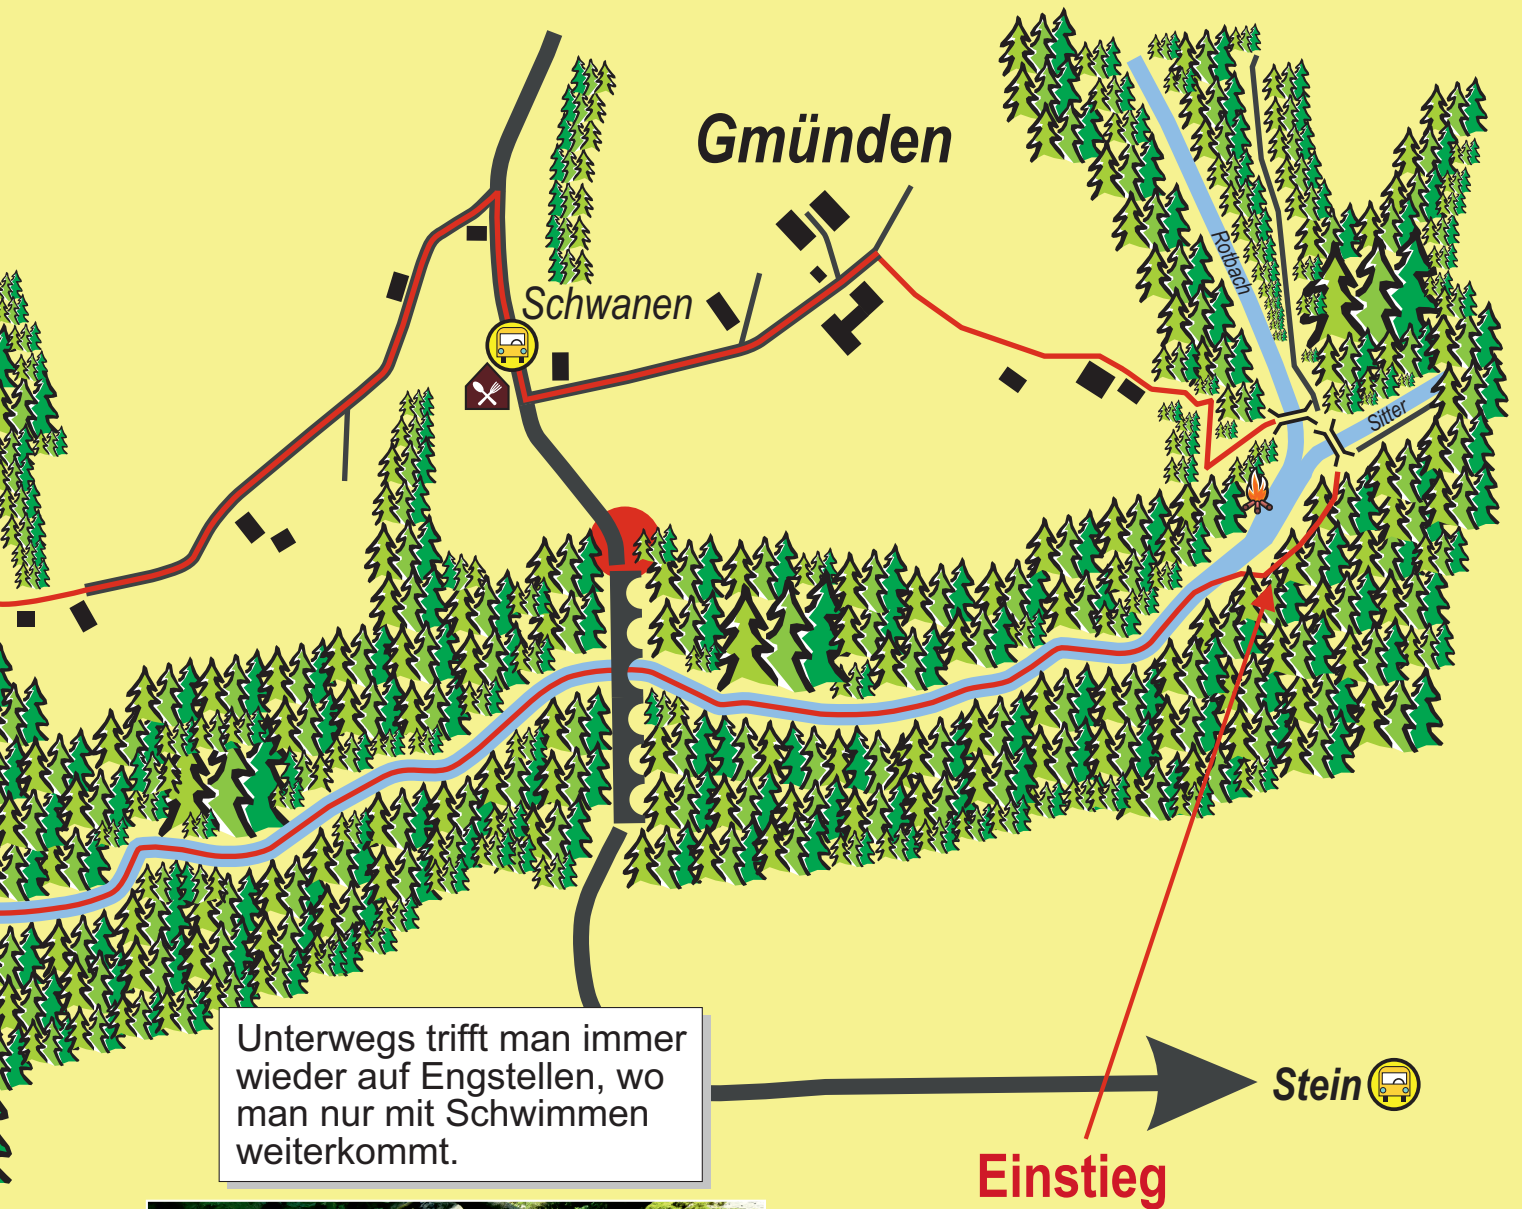 Gmünden
Rotbach
Schwanen
Sitter
Unterwegs trifft man immer
wieder auf Engstellen, wo
man nur mit Schwimmen
weiterkommt.
Stein
Einstieg